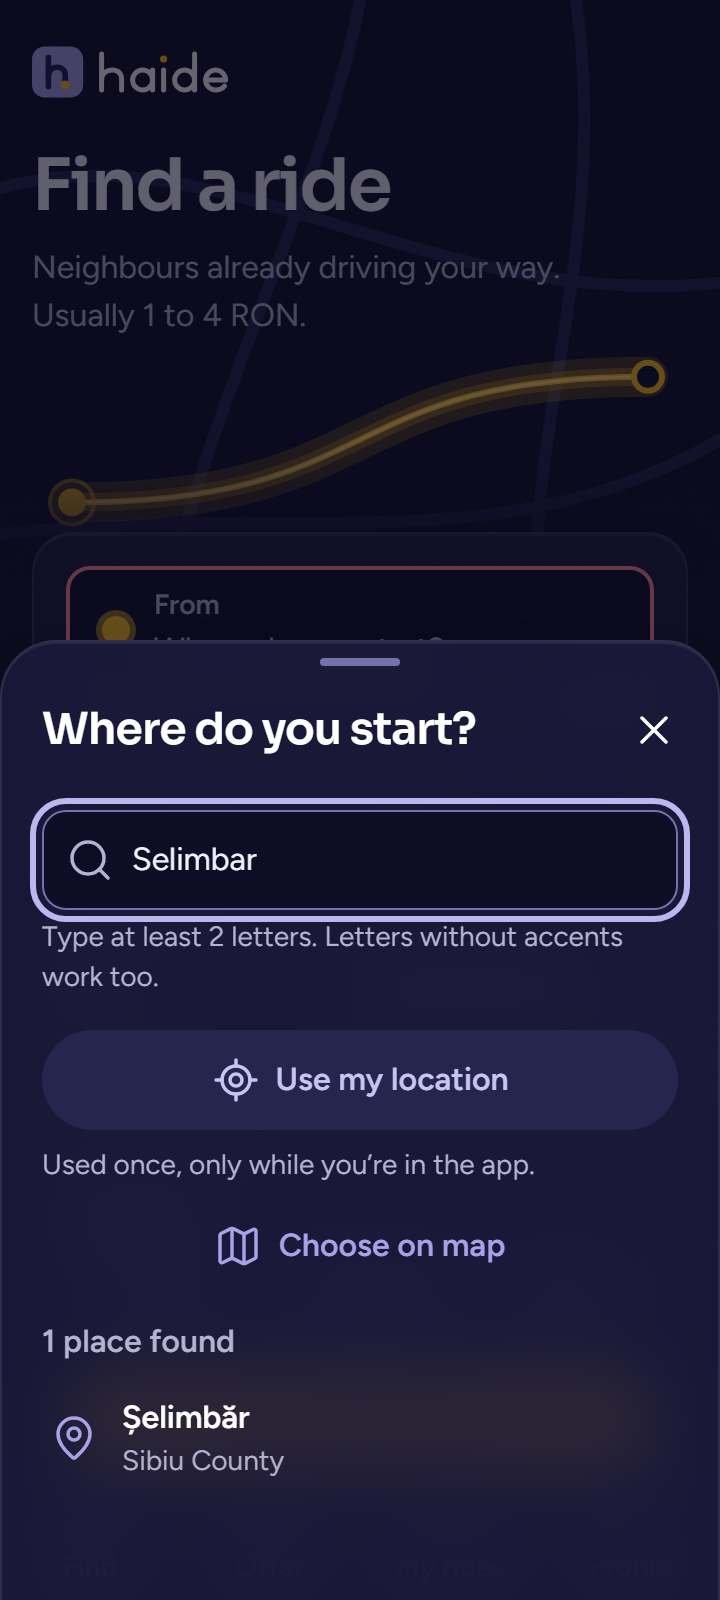 haide
Find a ride
Neighbours already driving your way.
Usually 1 to 4 RON.
From
Where do you start?
Selimbar
Type at least 2 letters. Letters without accents
work too.
Use my location
Used once, only while you’re in the app.
Choose on map
1 place found
Șelimbăr
Sibiu County